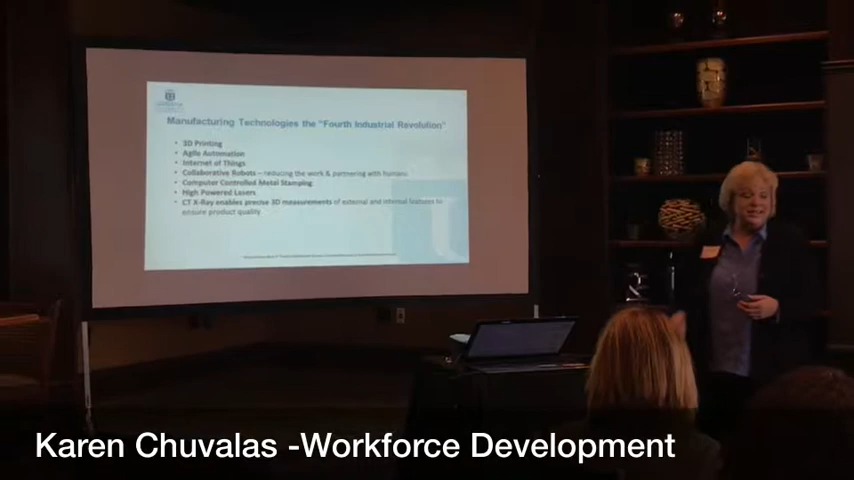 Manufacturing Technologies the "Fourth Industrial Revolution"
• 3D Printing
• Agile Automation
• Internet of Things
• Collaborative Robots – reducing the work & partnering with humans
• Computer Controlled Metal Stamping
• High Powered Lasers
• CT X-Ray enables precise 3D measurements of external and internal features to
ensure product quality
Karen Chuvalas -Workforce Development